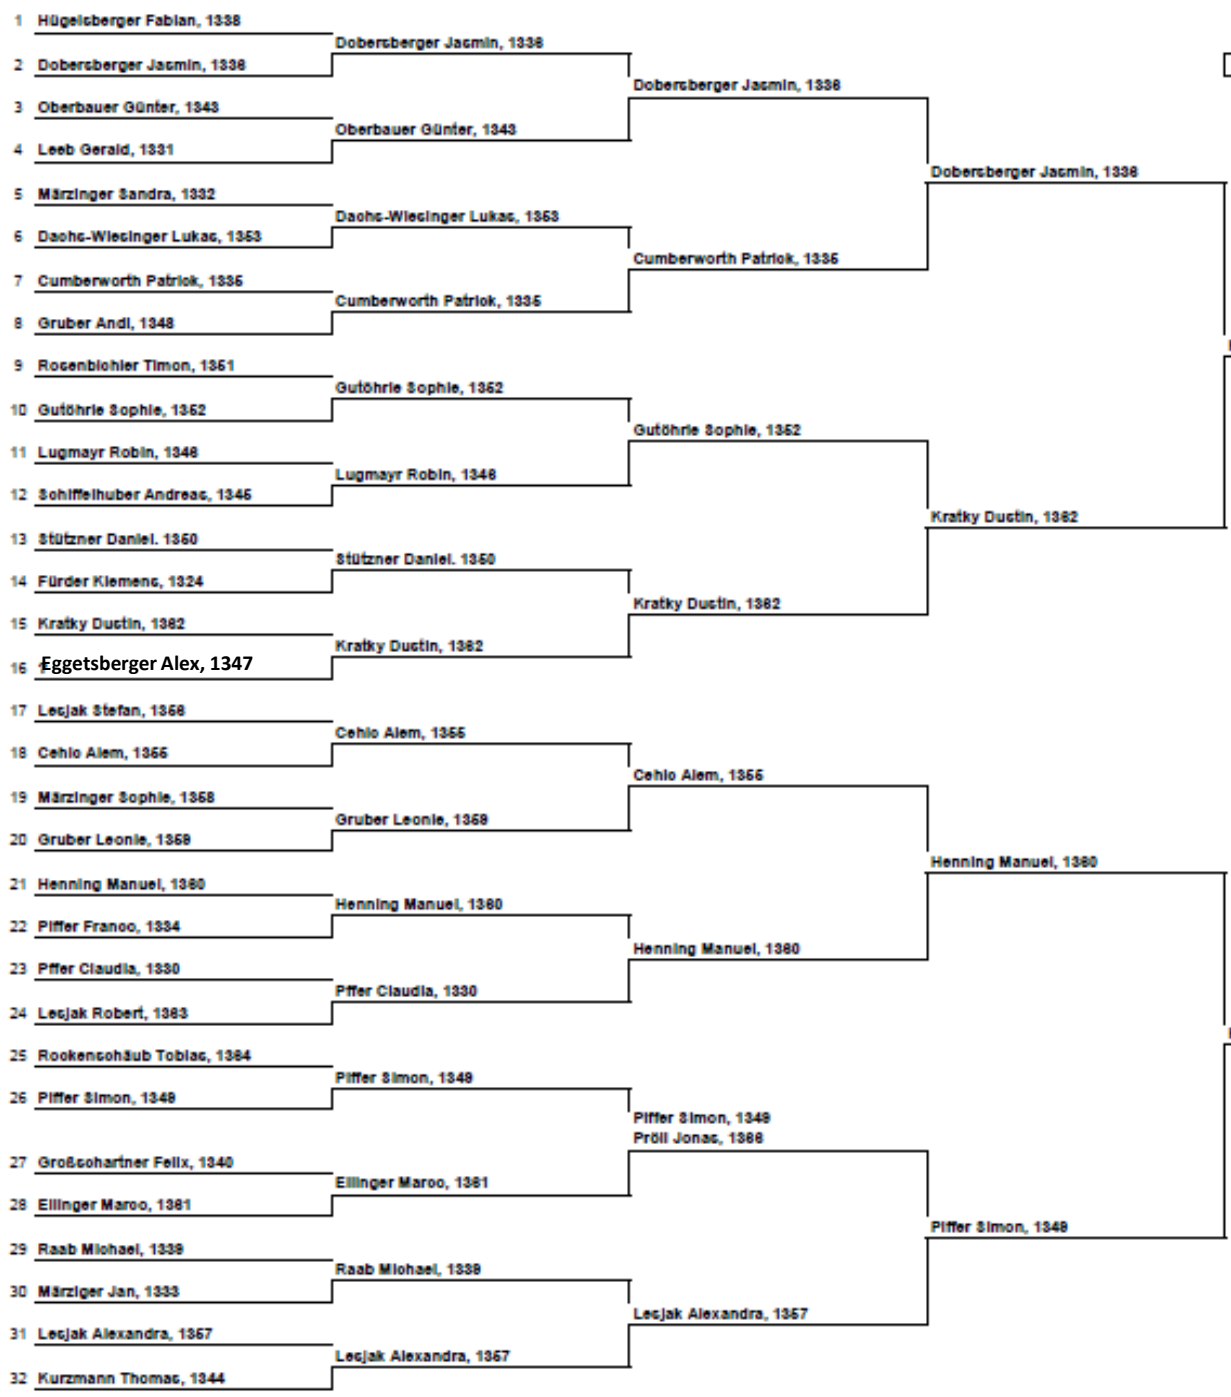 1 Hügelsberger Fabian, 1338
2 Dobersberger Jasmin, 1336
3 Oberbauer Günter, 1343
4 Leeb Gerald, 1331
5 Märzinger Sandra, 1332
6 Dachs-Wiesinger Lukas, 1353
7 Cumberworth Patrick, 1335
8 Gruber Andi, 1348
9 Rosenbichler Timon, 1351
10 Gutöhrle Sophie, 1352
11 Lugmayr Robin, 1346
12 Schiffelhuber Andreas, 1345
13 Stützner Daniel. 1350
14 Fürder Klemens, 1324
15 Kratky Dustin, 1362
16 Eggetsberger Alex, 1347
17 Lesjak Stefan, 1356
18 Cehic Alem, 1355
19 Märzinger Sophie, 1358
20 Gruber Leonie, 1359
21 Henning Manuel, 1360
22 Piffer Franco, 1334
23 Pffer Claudia, 1330
24 Lesjak Robert, 1363
25 Rockenschäub Tobias, 1364
26 Piffer Simon, 1349
27 Großschartner Felix, 1340
28 Ellinger Marco, 1361
29 Raab Michael, 1339
30 Märziger Jan, 1333
31 Lesjak Alexandra, 1357
32 Kurzmann Thomas, 1344
Dobersberger Jasmin, 1336
Oberbauer Günter, 1343
Dachs-Wiesinger Lukas, 1353
Cumberworth Patrick, 1335
Gutöhrle Sophie, 1352
Lugmayr Robin, 1346
Stützner Daniel. 1350
Kratky Dustin, 1362
Cehic Alem, 1355
Gruber Leonie, 1359
Henning Manuel, 1360
Pffer Claudia, 1330
Piffer Simon, 1349
Ellinger Marco, 1361
Raab Michael, 1339
Lesjak Alexandra, 1357
Dobersberger Jasmin, 1336
Cumberworth Patrick, 1335
Gutöhrle Sophie, 1352
Kratky Dustin, 1362
Cehic Alem, 1355
Henning Manuel, 1360
Piffer Simon, 1349
Pröll Jonas, 1366
Lesjak Alexandra, 1357
Dobersberger Jasmin, 1336
Kratky Dustin, 1362
Henning Manuel, 1360
Piffer Simon, 1349